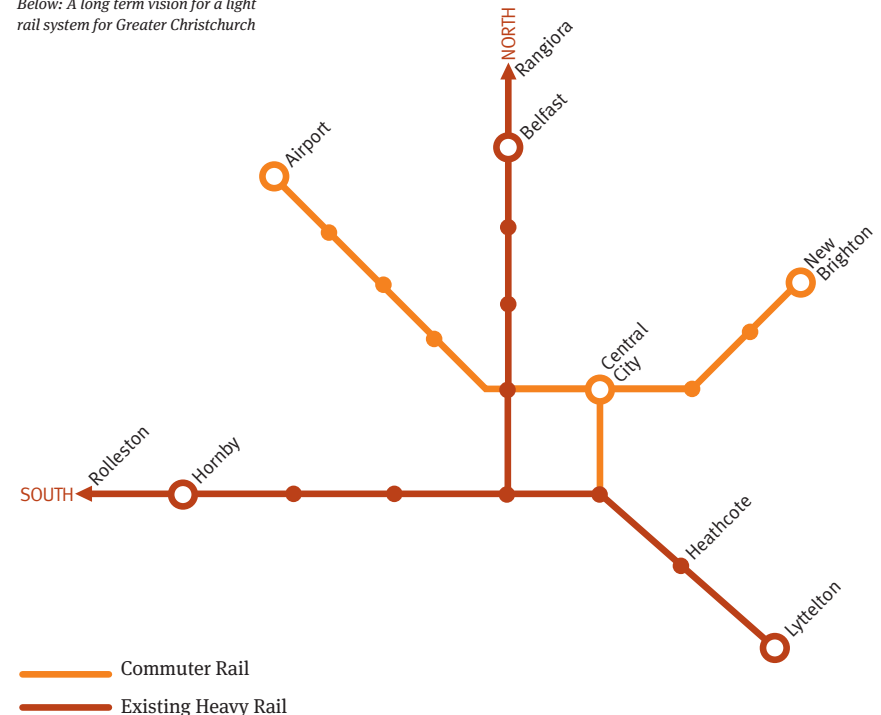 Below: A long term vision for a light
rail system for Greater Christchurch
NORTH
Rangiora
Belfast
Airport
New
Brighton
Central
City
SOUTH
Rolleston
Hornby
Heathcote
Lyttelton
Commuter Rail
Existing Heavy Rail